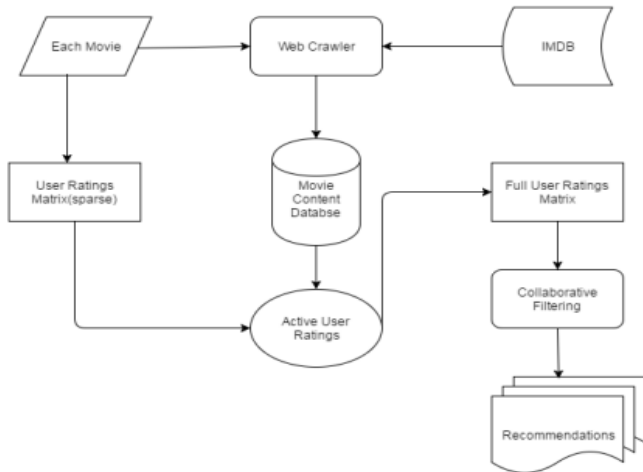 Each Movie
Web Crawler
IMDB
User Ratings
Matrix(sparse)
Movie
Content
Databse
Full User Ratings
Matrix
Active User
Ratings
Collaborative
Filtering
Recommendations